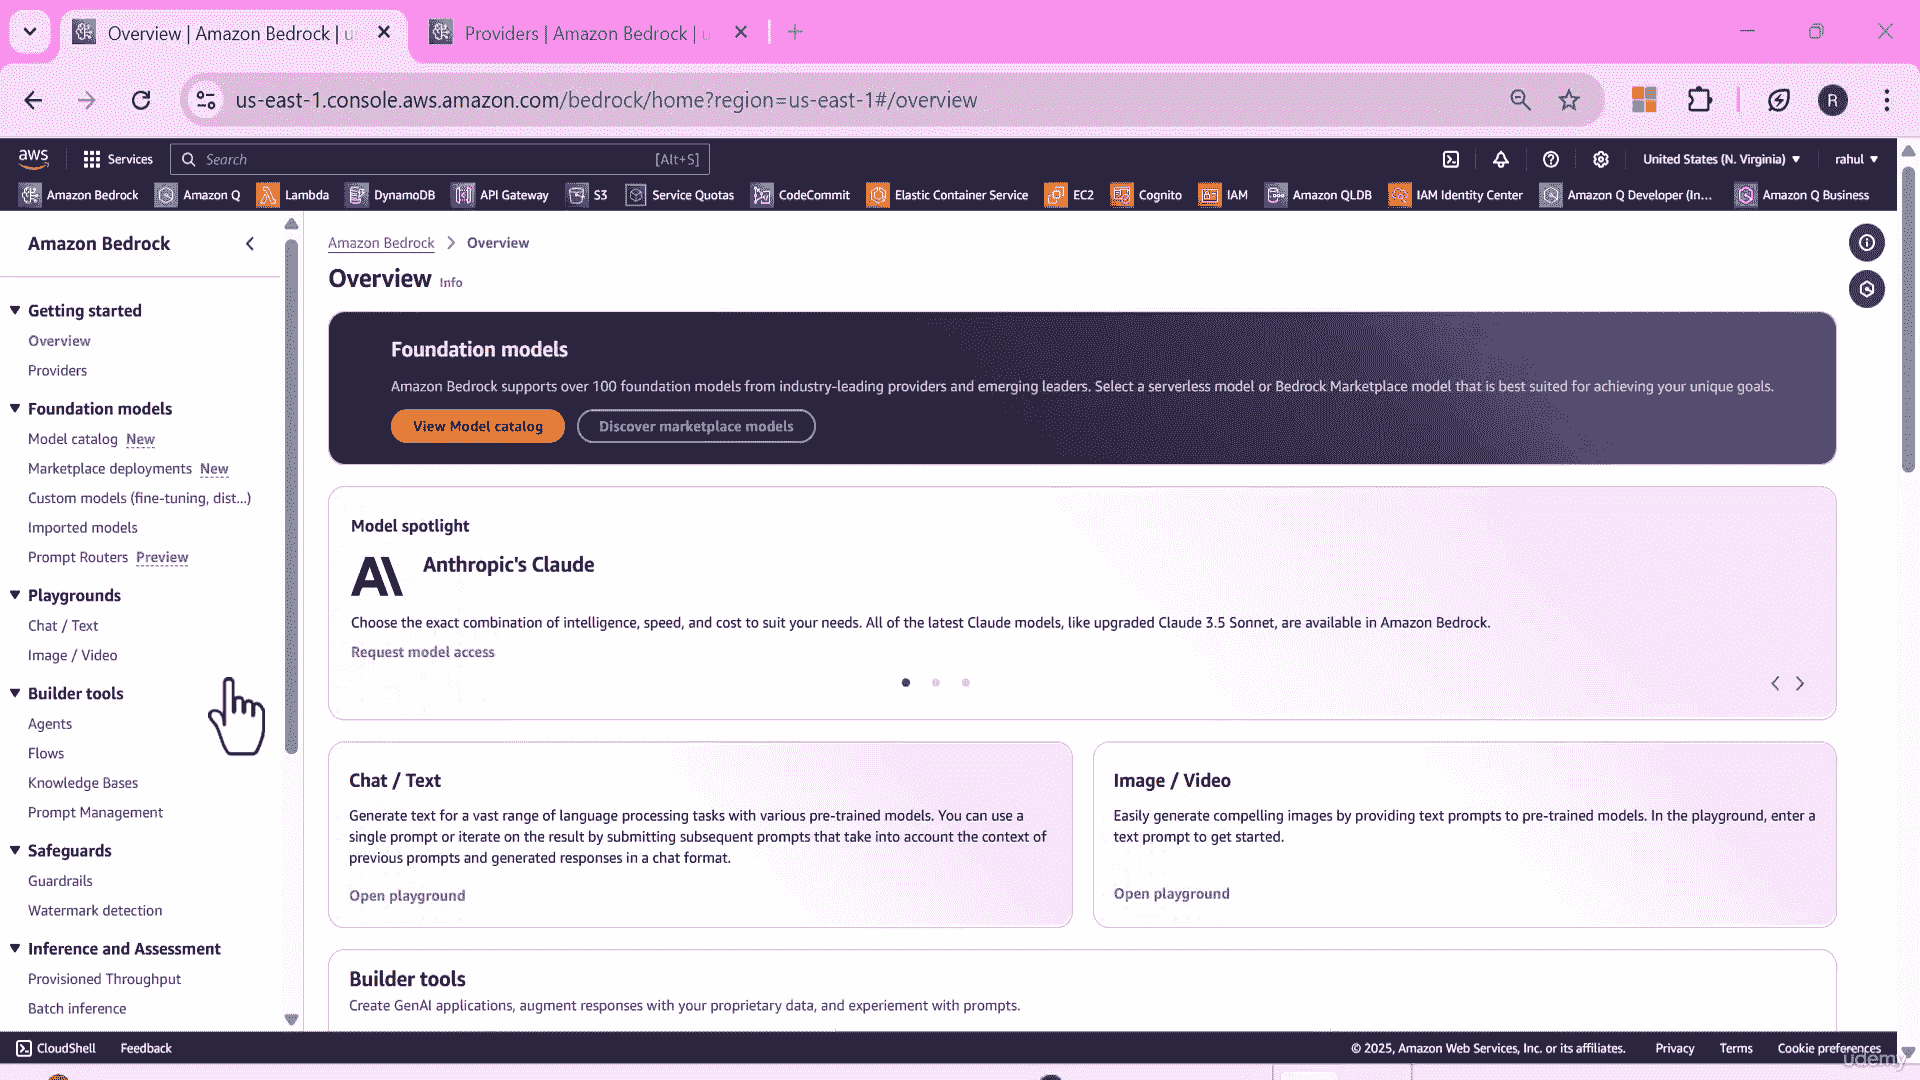 Overview | Amazon Bedrock | us
Providers | Amazon Bedrock | u
us-east-1.console.aws.amazon.com/bedrock/home?region=us-east-1#/overview
R
aws
Services
Search
[Alt+S]
United States (N. Virginia)
rahul
Amazon Bedrock
Amazon Q
Lambda
DynamoDB
API Gateway
S3
Service Quotas
CodeCommit
Elastic Container Service
EC2
Cognito
IAM
Amazon QLDB
IAM Identity Center
Amazon Q Developer (In...
Amazon Q Business
Amazon Bedrock
Getting started
Overview
Providers
Foundation models
Model catalog New
Marketplace deployments New
Custom models (fine-tuning, dist...)
Imported models
Prompt Routers Preview
Playgrounds
Chat / Text
Image / Video
Builder tools
Agents
Flows
Knowledge Bases
Prompt Management
Safeguards
Guardrails
Watermark detection
Inference and Assessment
Provisioned Throughput
Batch inference
Amazon Bedrock > Overview
Overview Info
Foundation models
Amazon Bedrock supports over 100 foundation models from industry-leading providers and emerging leaders. Select a serverless model or Bedrock Marketplace model that is best suited for achieving your unique goals.
View Model catalog
Discover marketplace models
Model spotlight
Anthropic's Claude
Choose the exact combination of intelligence, speed, and cost to suit your needs. All of the latest Claude models, like upgraded Claude 3.5 Sonnet, are available in Amazon Bedrock.
Request model access
Chat / Text
Generate text for a vast range of language processing tasks with various pre-trained models. You can use a
single prompt or iterate on the result by submitting subsequent prompts that take into account the context of
previous prompts and generated responses in a chat format.
Open playground
Image / Video
Easily generate compelling images by providing text prompts to pre-trained models. In the playground, enter a
text prompt to get started.
Open playground
Builder tools
Create GenAI applications, augment responses with your proprietary data, and experiement with prompts.
CloudShell
Feedback
© 2025, Amazon Web Services, Inc. or its affiliates.
Privacy
Terms
Cookie preferences
udemy